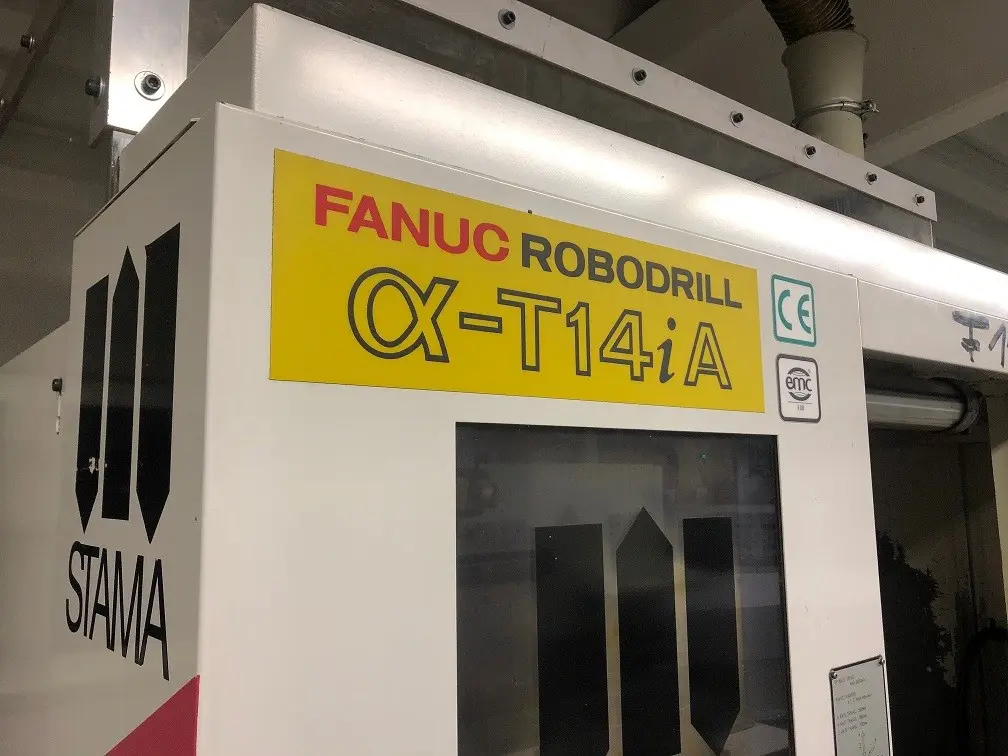 FANUC ROBODRILL
α-T14iA
CE
emc
STAMA